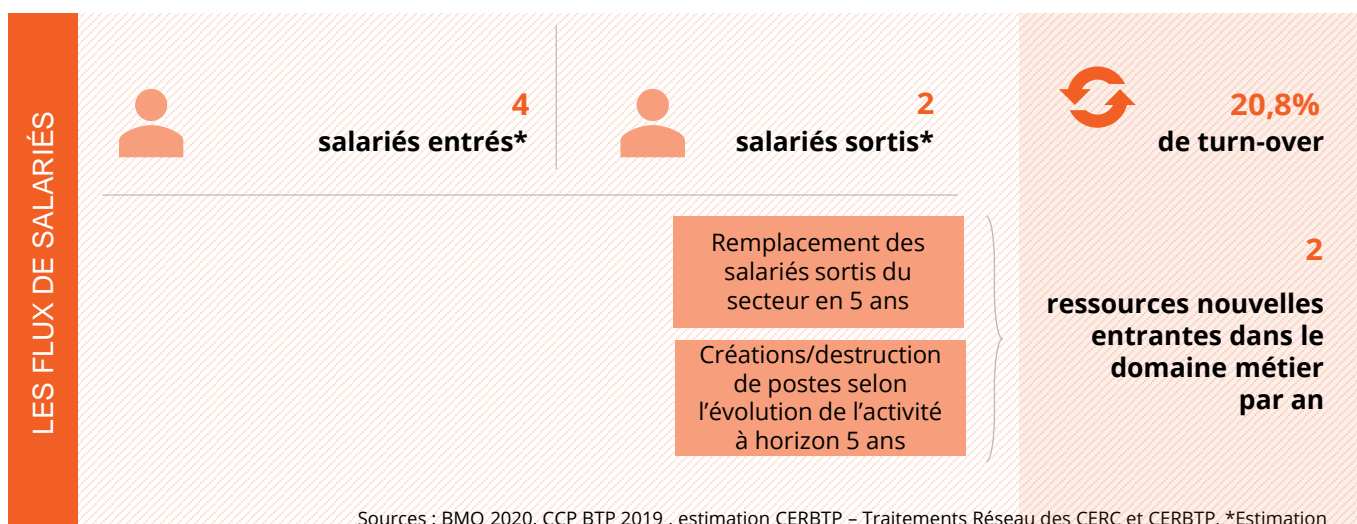 LES FLUX DE SALARIÉS
4
salariés entrés*
2
salariés sortis*
20,8%
de turn-over
Remplacement des
salariés sortis du
secteur en 5 ans
Créations/destruction
de postes selon
l'évolution de l'activité
à horizon 5 ans
2
ressources nouvelles
entrantes dans le
domaine métier
par an
Sources : BMO 2020, CCP BTP 2019 , estimation CERBTP – Traitements Réseau des CERC et CERBTP *Estimation